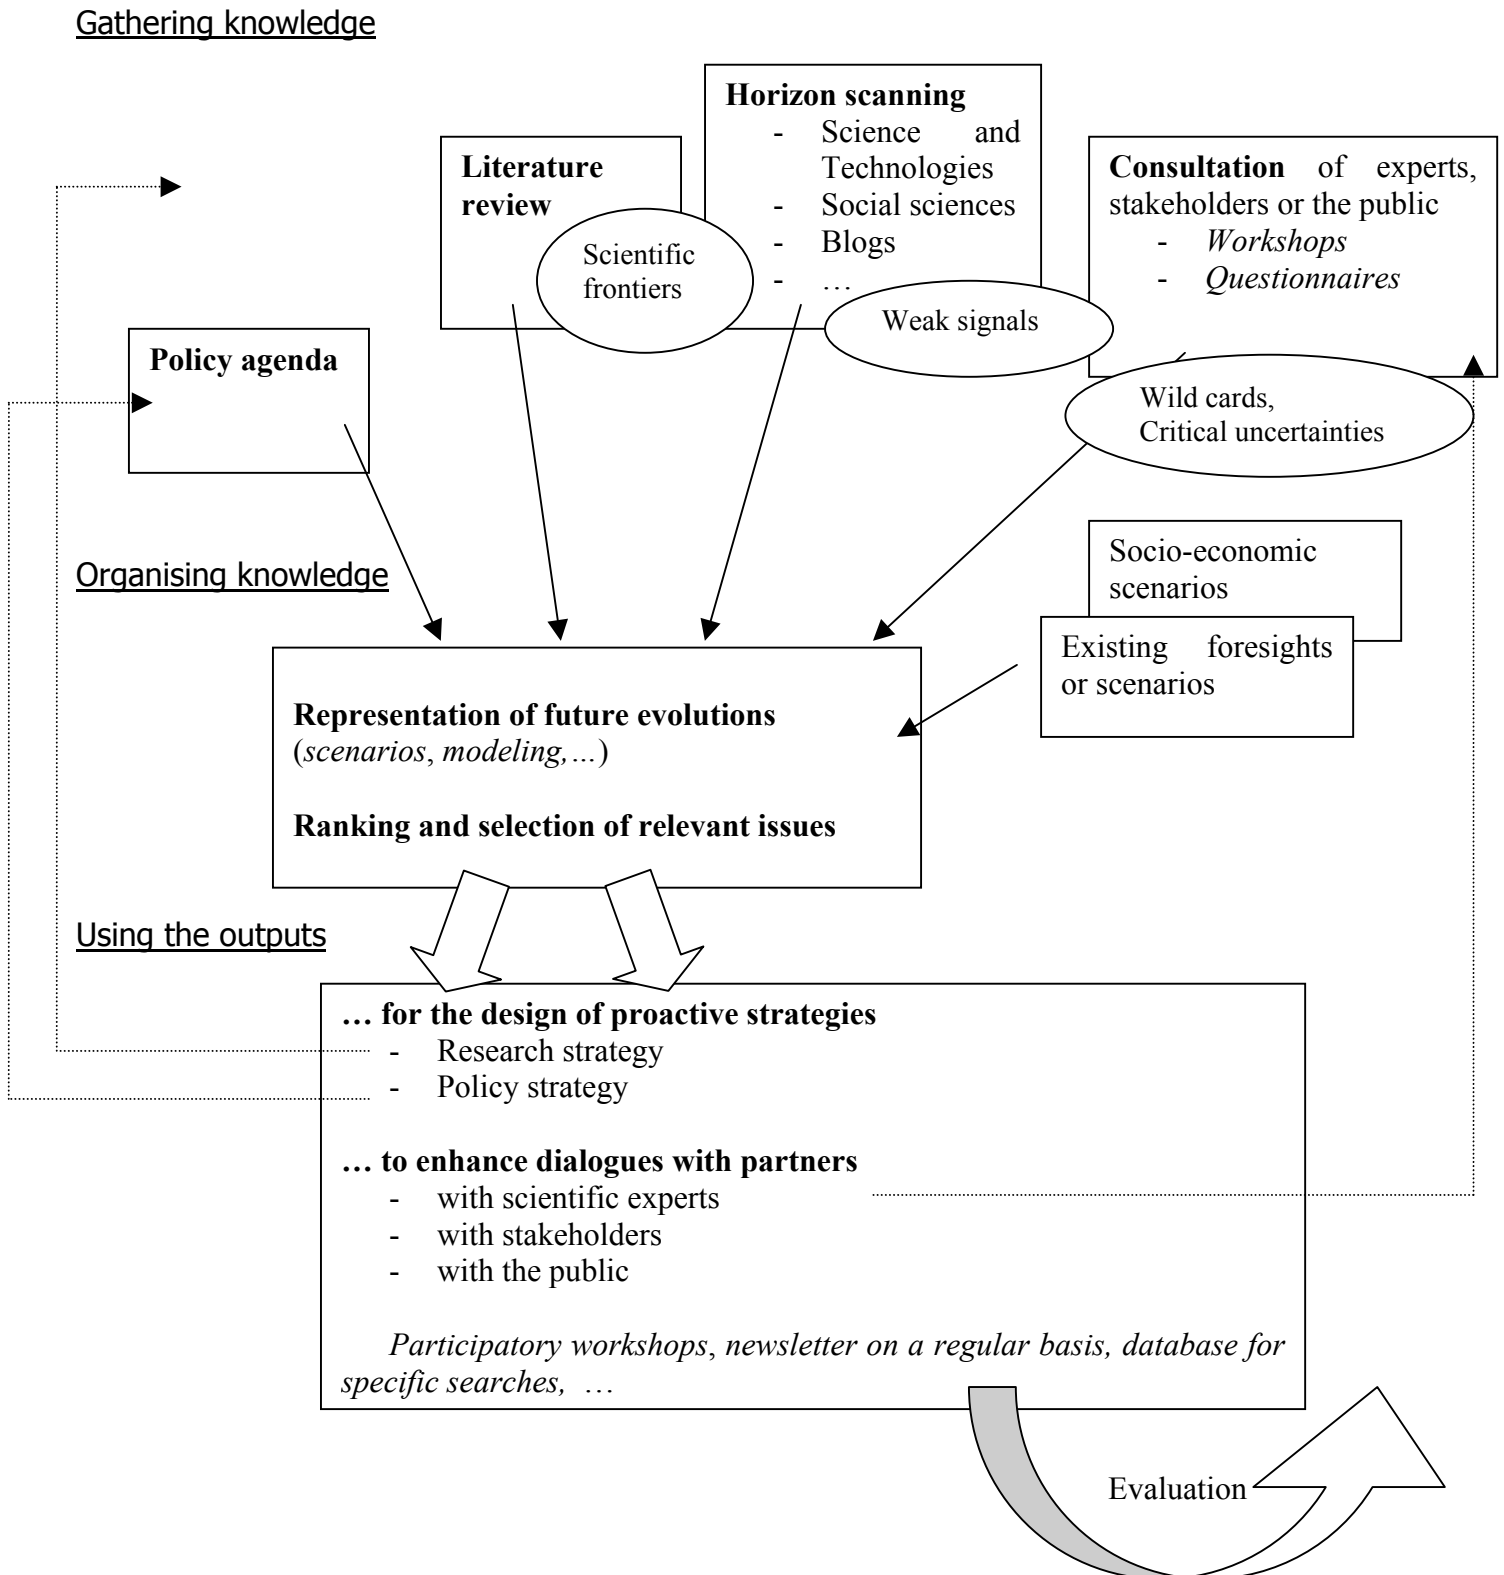 Gathering knowledge
Horizon scanning
- Science and
Technologies
- Social sciences
- Blogs
- …
Literature
review
Consultation of experts,
stakeholders or the public
- Workshops
- Questionnaires
Scientific
frontiers
Weak signals
Policy agenda
Wild cards,
Critical uncertainties
Organising knowledge
Socio-economic
scenarios
Existing foresights
or scenarios
Representation of future evolutions
(scenarios, modeling,…)
Ranking and selection of relevant issues
Using the outputs
… for the design of proactive strategies
- Research strategy
- Policy strategy
… to enhance dialogues with partners
- with scientific experts
- with stakeholders
- with the public
Participatory workshops, newsletter on a regular basis, database for
specific searches, …
Evaluation